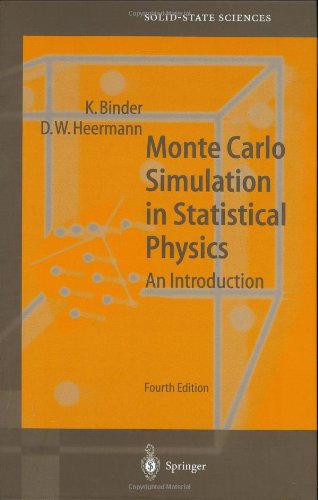 SOLID-STATE SCIENCES
K. Binder
D. W. Heermann
Monte Carlo
Simulation
in Statistical
Physics
An Introduction
Fourth Edition
Springer